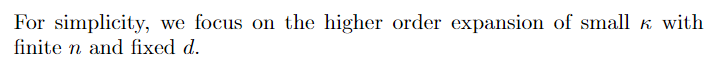 For simplicity, we focus on the higher order expansion of small κ with
finite n and fixed d.